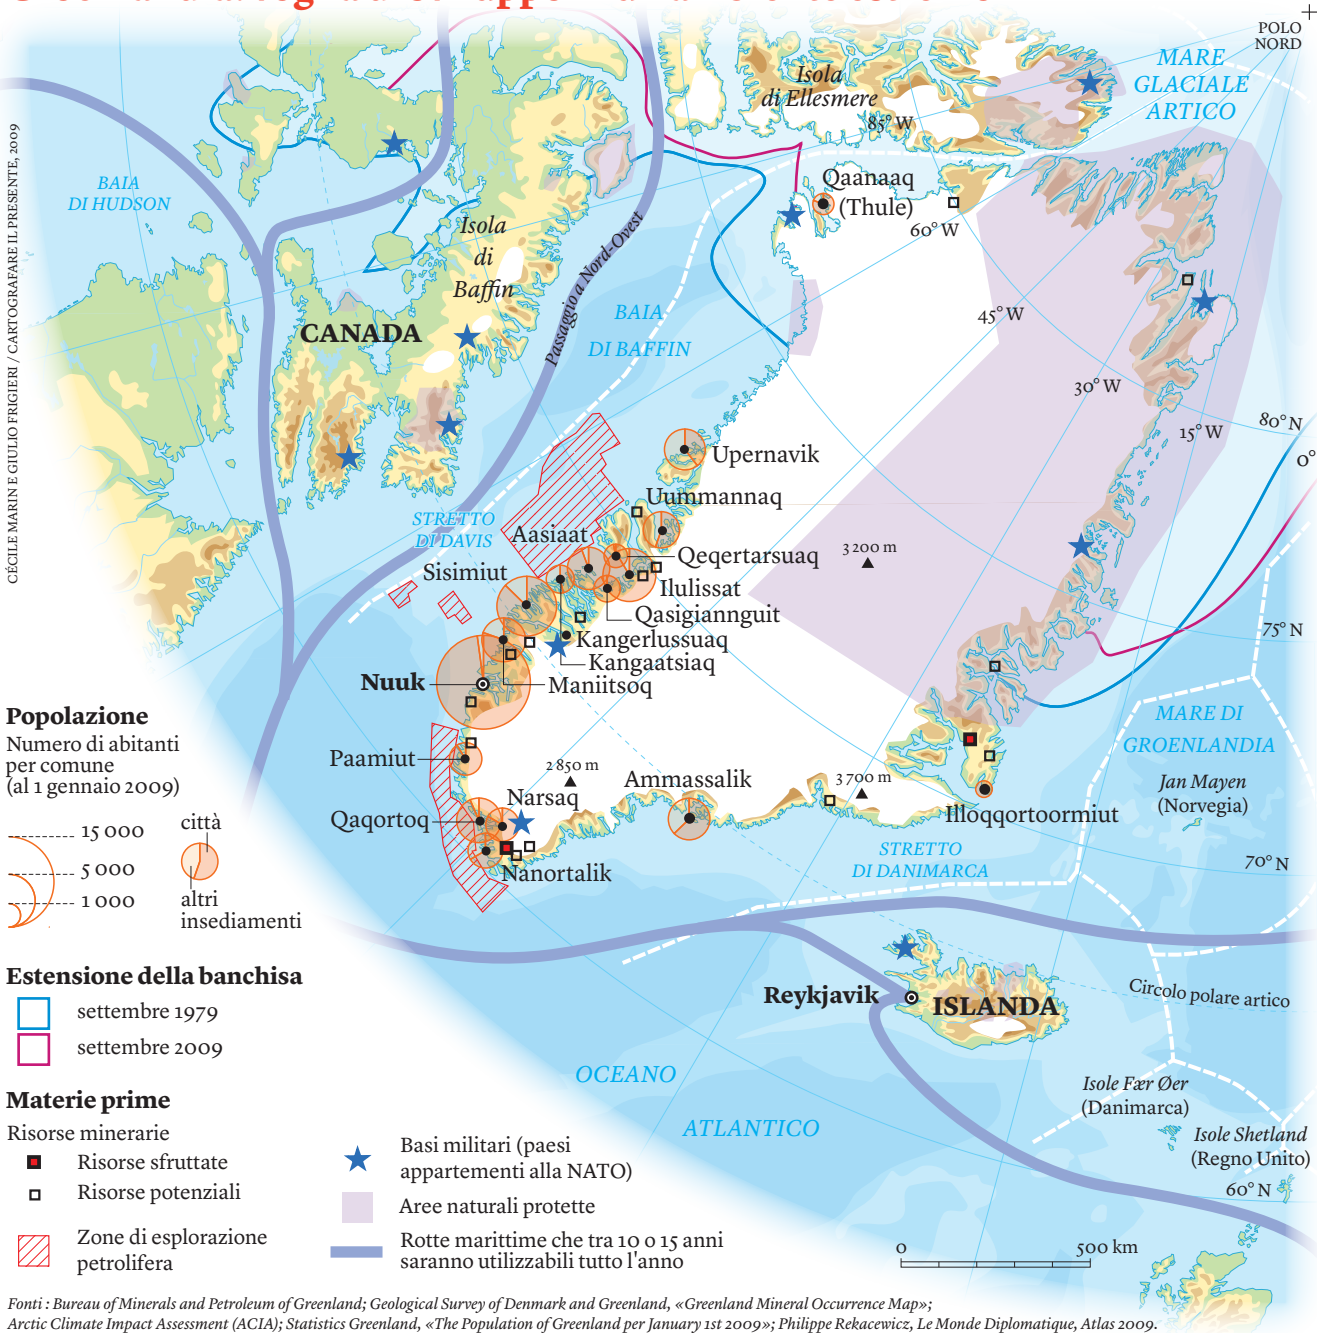 POLO
NORD
MARE
GLACIALE
ARTICO
Isola
di Ellesmere
85° W
BAIA
DI HUDSON
Qaanaaq
(Thule)
60° W
Isola
di
Baffin
Passaggio a Nord-Ovest
CANADA
BAIA
DI BAFFIN
45° W
30° W
15° W
80° N
0°
Upernavik
Uummannaq
STRETTO
DI DAVIS
Aasiaat
Qeqertarsuaq
3 200 m
Sisimiut
Ilulissat
Qasigiannguit
Kangerlussuaq
Kangaatsiaq
75° N
Nuuk
Maniitsoq
MARE DI
GROENLANDIA
Paamiut
2 850 m
Ammassalik
3 700 m
Jan Mayen
(Norvegia)
Narsaq
Qaqortoq
Illoqqortoormiut
Nanortalik
STRETTO
DI DANIMARCA
70° N
Reykjavik
ISLANDA
Circolo polare artico
OCEANO
ATLANTICO
Isole Fær Øer
(Danimarca)
Isole Shetland
(Regno Unito)
60° N
CÉCILE MARIN E GIULIO FRIGIERI / CARTOGRAFARE IL PRESENTE, 2009
Popolazione
Numero di abitanti
per comune
(al 1 gennaio 2009)
15 000
5 000
1 000
città
altri
insediamenti
Estensione della banchisa
settembre 1979
settembre 2009
Materie prime
Risorse minerarie
Risorse sfruttate
Risorse potenziali
Zone di esplorazione
petrolifera
Basi militari (paesi
appartementi alla NATO)
Aree naturali protette
Rotte marittime che tra 10 o 15 anni
saranno utilizzabili tutto l'anno
0 500 km
Fonti : Bureau of Minerals and Petroleum of Greenland; Geological Survey of Denmark and Greenland, «Greenland Mineral Occurrence Map»;
Arctic Climate Impact Assessment (ACIA); Statistics Greenland, «The Population of Greenland per January 1st 2009»; Philippe Rekacewicz, Le Monde Diplomatique, Atlas 2009.